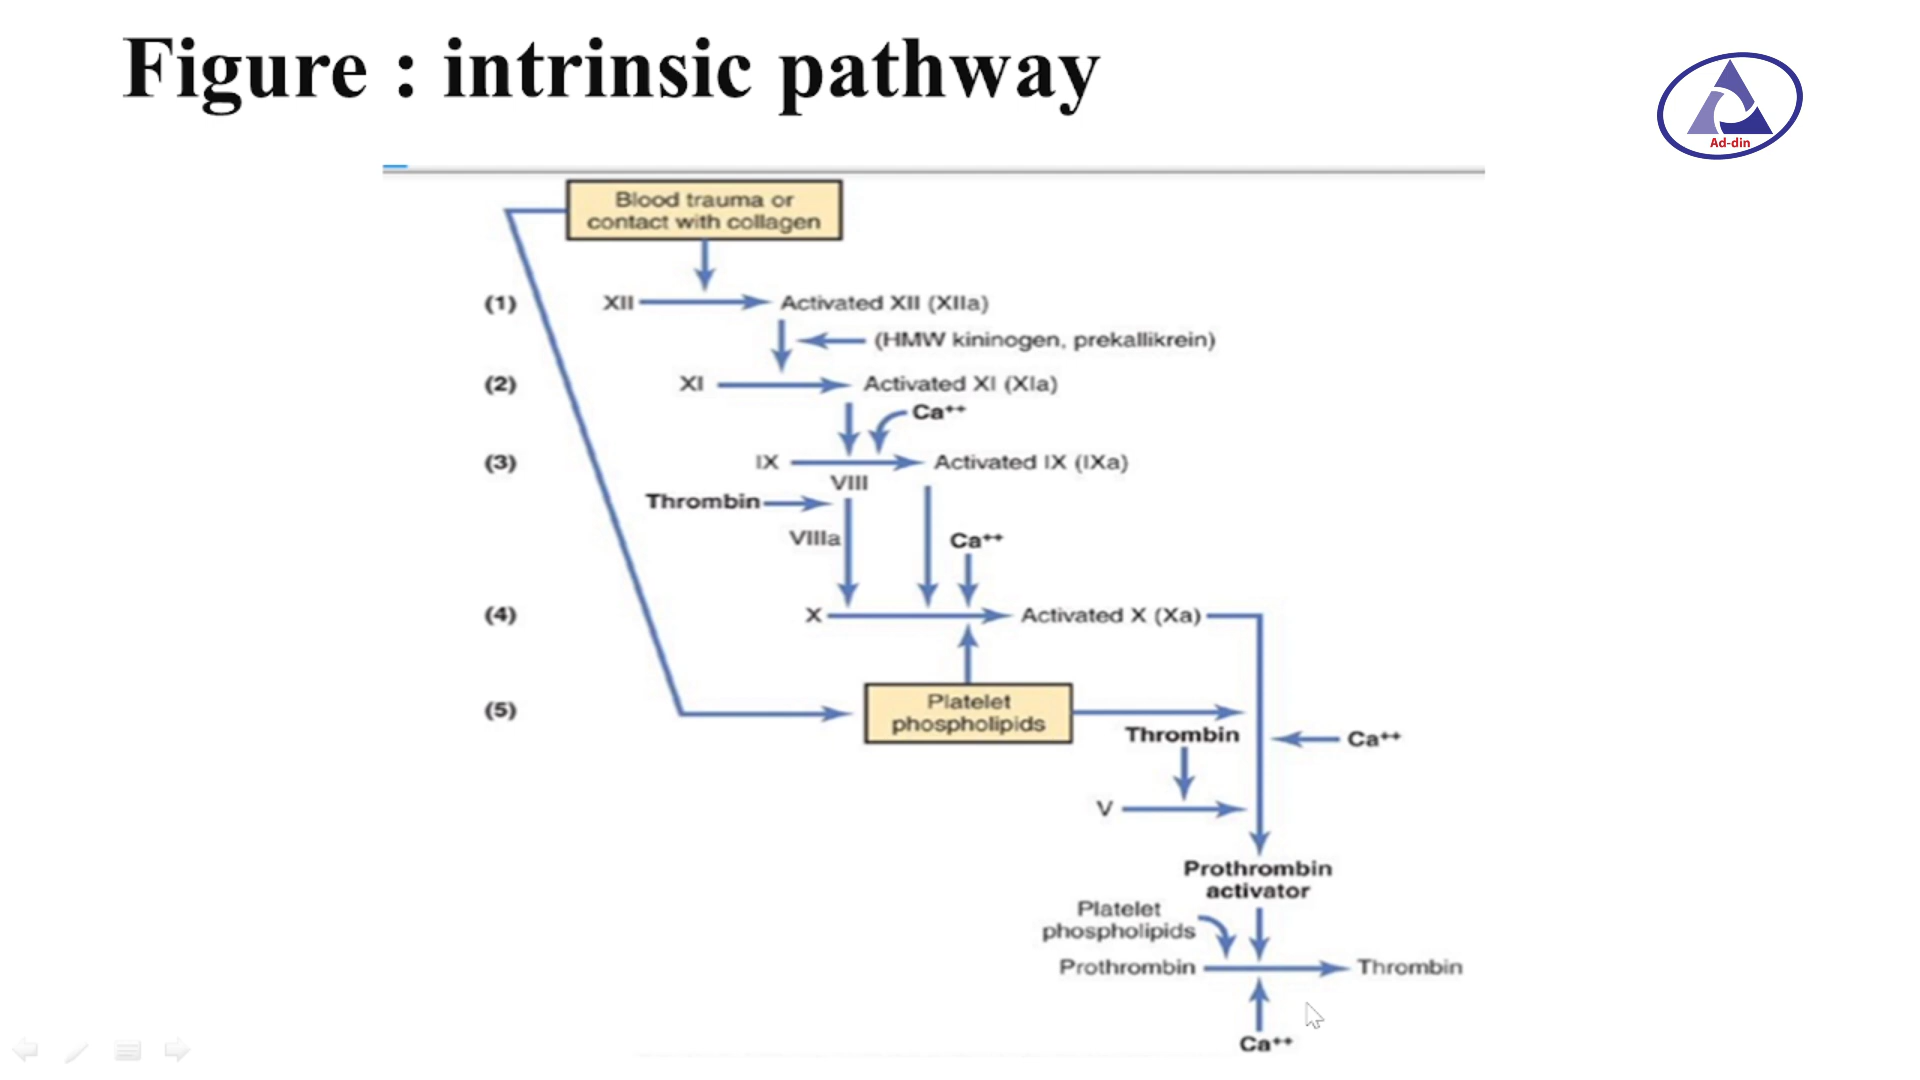 Figure : intrinsic pathway
Ad-din
Blood trauma or
contact with collagen
(1)
XII
Activated XII (XIIa)
(HMW kininogen, prekallikrein)
(2)
XI
Activated XI (XIa)
Ca++
(3)
IX
Activated IX (IXa)
VIII
Thrombin
VIIIa
Ca++
(4)
X
Activated X (Xa)
(5)
Platelet
phospholipids
Thrombin
Ca++
V
Prothrombin
activator
Platelet
phospholipids
Prothrombin
Thrombin
Ca++